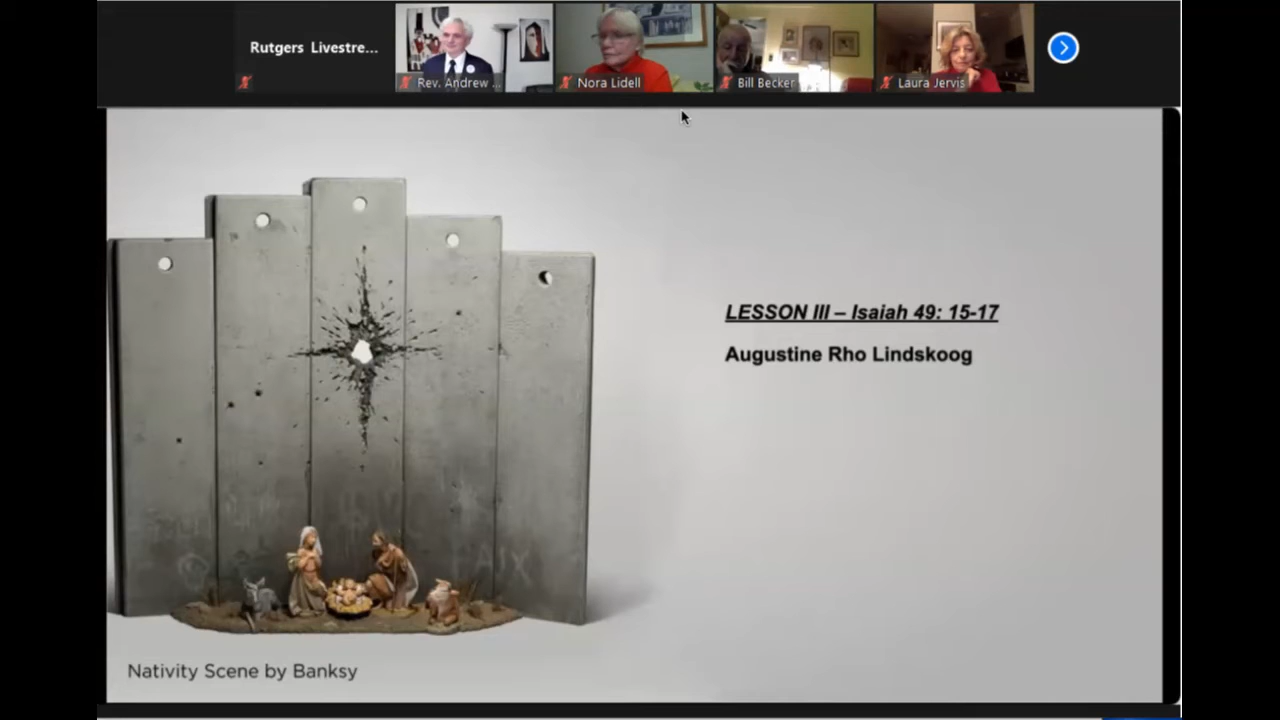 Rutgers Livestre...
Rev. Andrew ...
Nora Lidell
Bill Becker
Laura Jervis
LESSON III – Isaiah 49: 15-17
Augustine Rho Lindskoog
Nativity Scene by Banksy